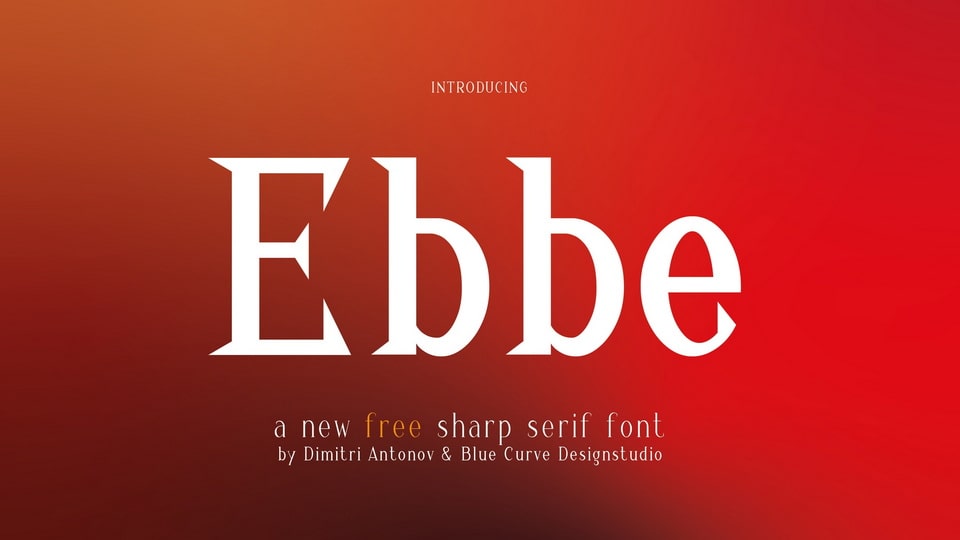 INTRODUCING
Ebbe
a new free sharp serif font
by Dimitri Antonov & Blue Curve Designstudio